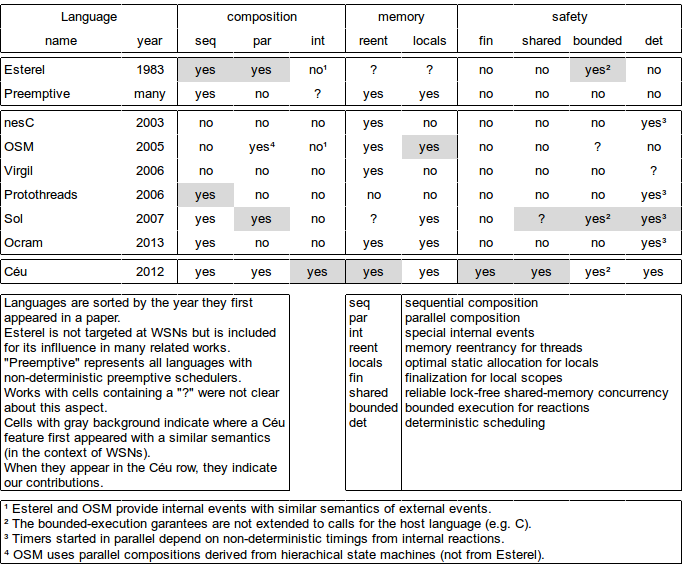 Language composition memory safety
name year seq par int reent locals fin shared bounded det
Esterel 1983 yes yes no¹ ? ? no no yes² no
Preemptive many yes no ? yes yes no no no no
nesC 2003 no no no yes no no no no yes³
OSM 2005 no yes⁴ no¹ yes yes no no ? no
Virgil 2006 no no no yes no no no no ?
Protothreads 2006 yes no no no no no no no yes³
Sol 2007 yes yes no ? yes no ? yes² yes³
Ocram 2013 yes no no yes yes no no no yes³
Céu 2012 yes yes yes yes yes yes yes yes² yes
Languages are sorted by the year they first
appeared in a paper.
Esterel is not targeted at WSNs but is included
for its inflluence in many related works.
"Preemptive" represents all languages with
non-deterministic preemptive schedulers.
Works with cells containing a "?" were not clear
about this aspect.
Cells with gray background indicate where a Céu
feature first appeared with a similar semantics
(in the context of WSNs).
When they appear in the Céu row, they indicate
our contributions.
seq sequential composition
par parallel composition
int special internal events
reent memory reentrancy for threads
locals optimal static allocation for locals
fin finalization for local scopes
shared reliable lock-free shared-memory concurrency
bounded bounded execution for reactions
det deterministic scheduling
¹ Esterel and OSM provide internal events with similar semantics of external events.
² The bounded-execution garantees are not extended to calls for the host language (e.g. C).
³ Timers started in parallel depend on non-deterministic timings from internal reactions.
⁴ OSM uses parallel compositions derived from hierachical state machines (not from Esterel).